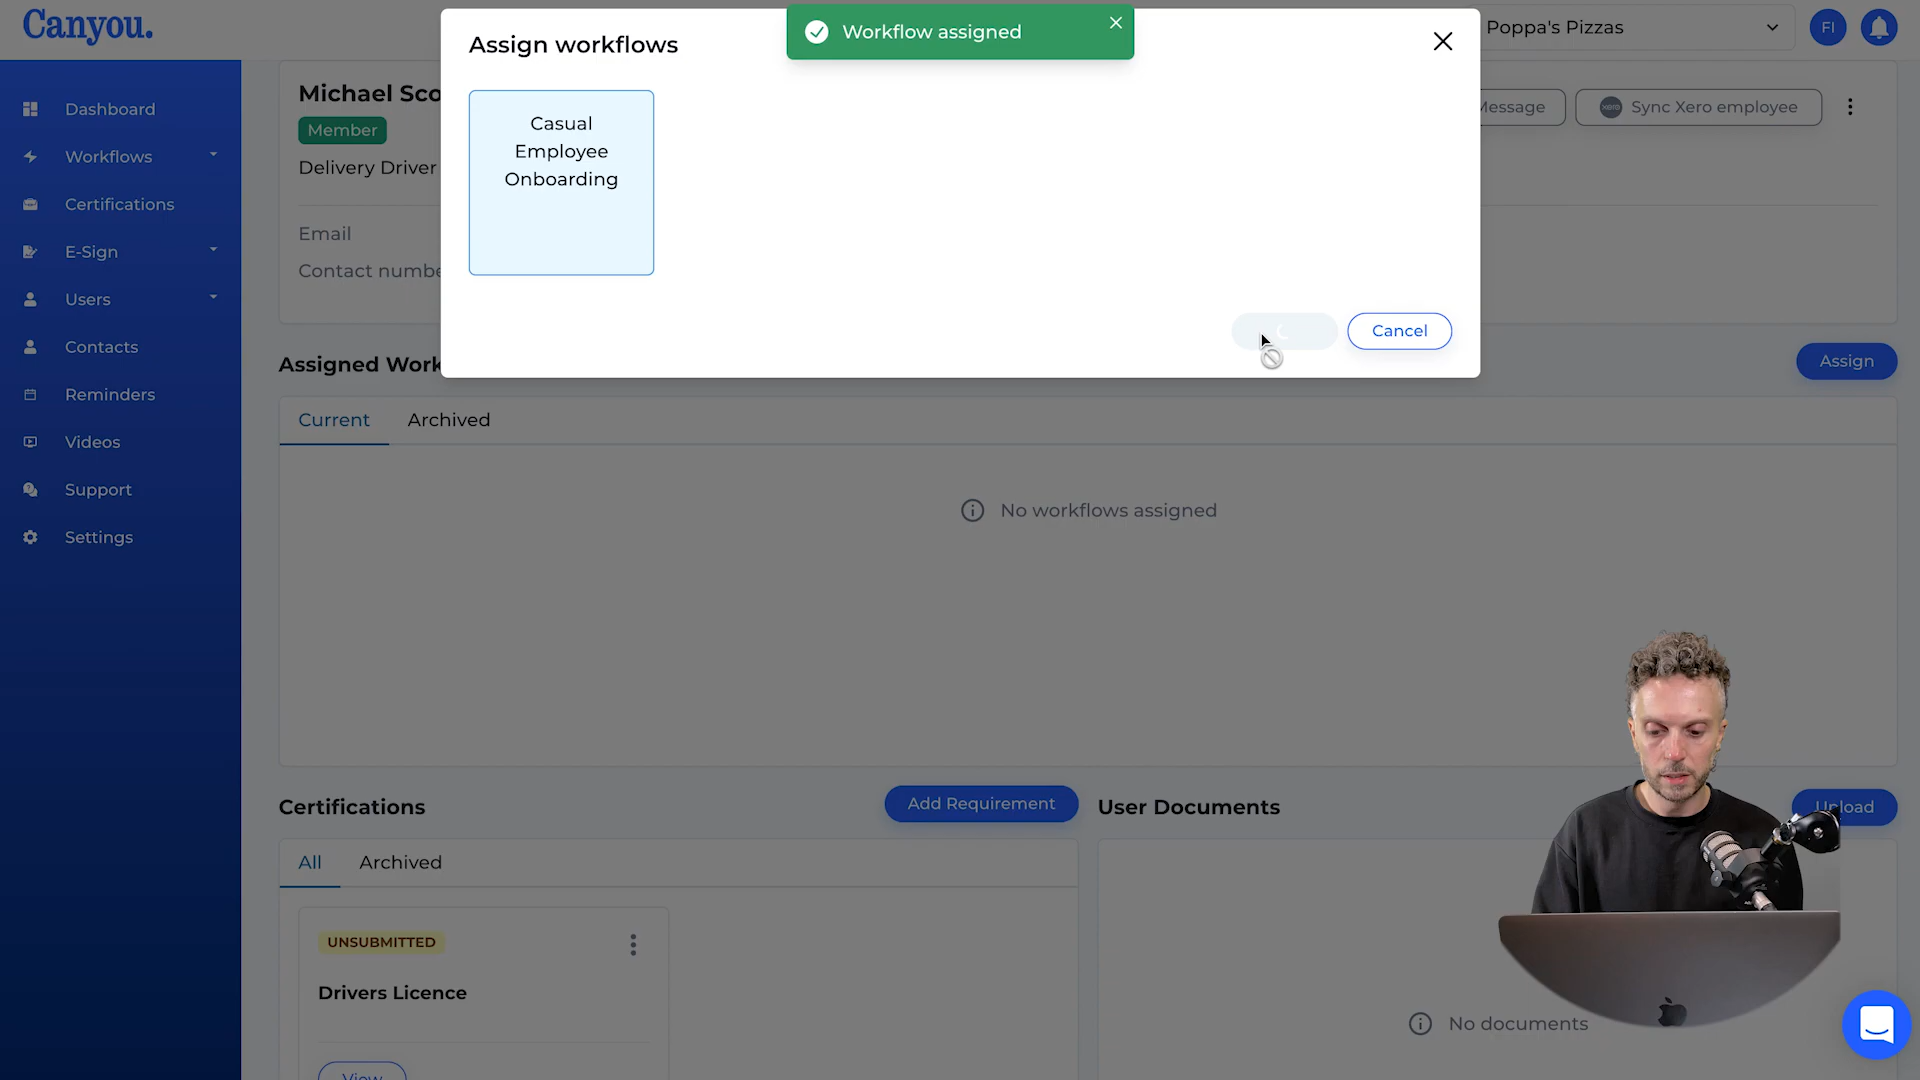 Canyou.
Assign workflows
Workflow assigned
Poppa's Pizzas
FI
Dashboard
Workflows
Certifications
E-Sign
Users
Contacts
Reminders
Videos
Support
Settings
Michael Sco
Member
Delivery Driver
Email
Contact numbe
Message
xero
Sync Xero employee
Casual
Employee
Onboarding
Cancel
Assigned Work
Assign
Current
Archived
No workflows assigned
Certifications
Add Requirement
User Documents
Upload
All
Archived
UNSUBMITTED
Drivers Licence
View
No documents